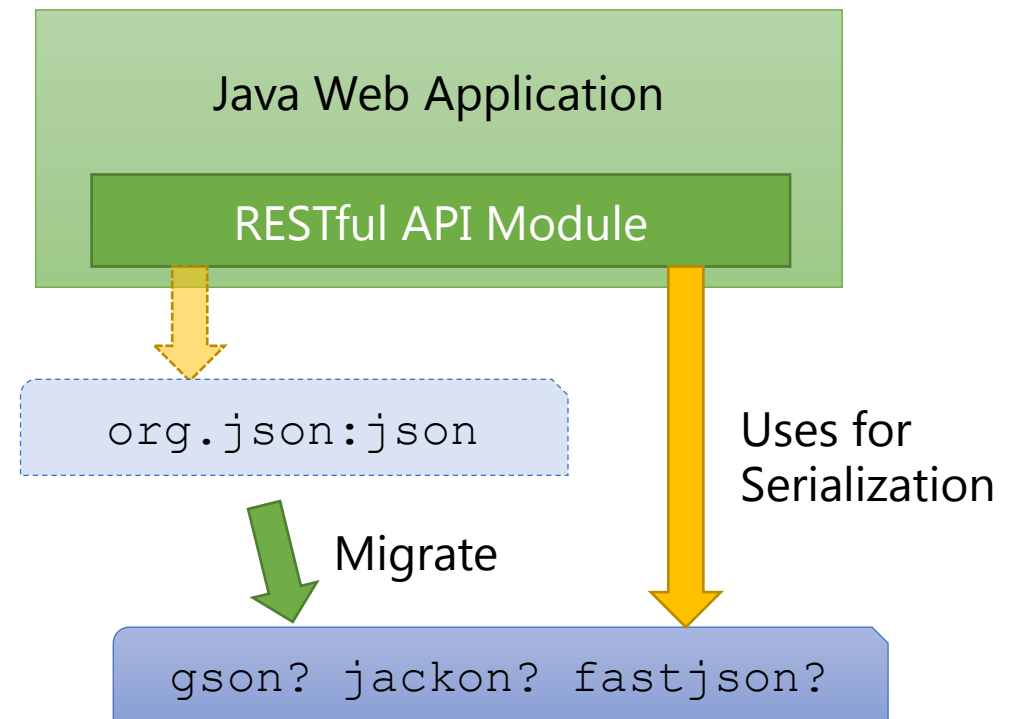 Java Web Application
RESTful API Module
org.json:json
Uses for
Serialization
Migrate
gson? jackon? fastjson?